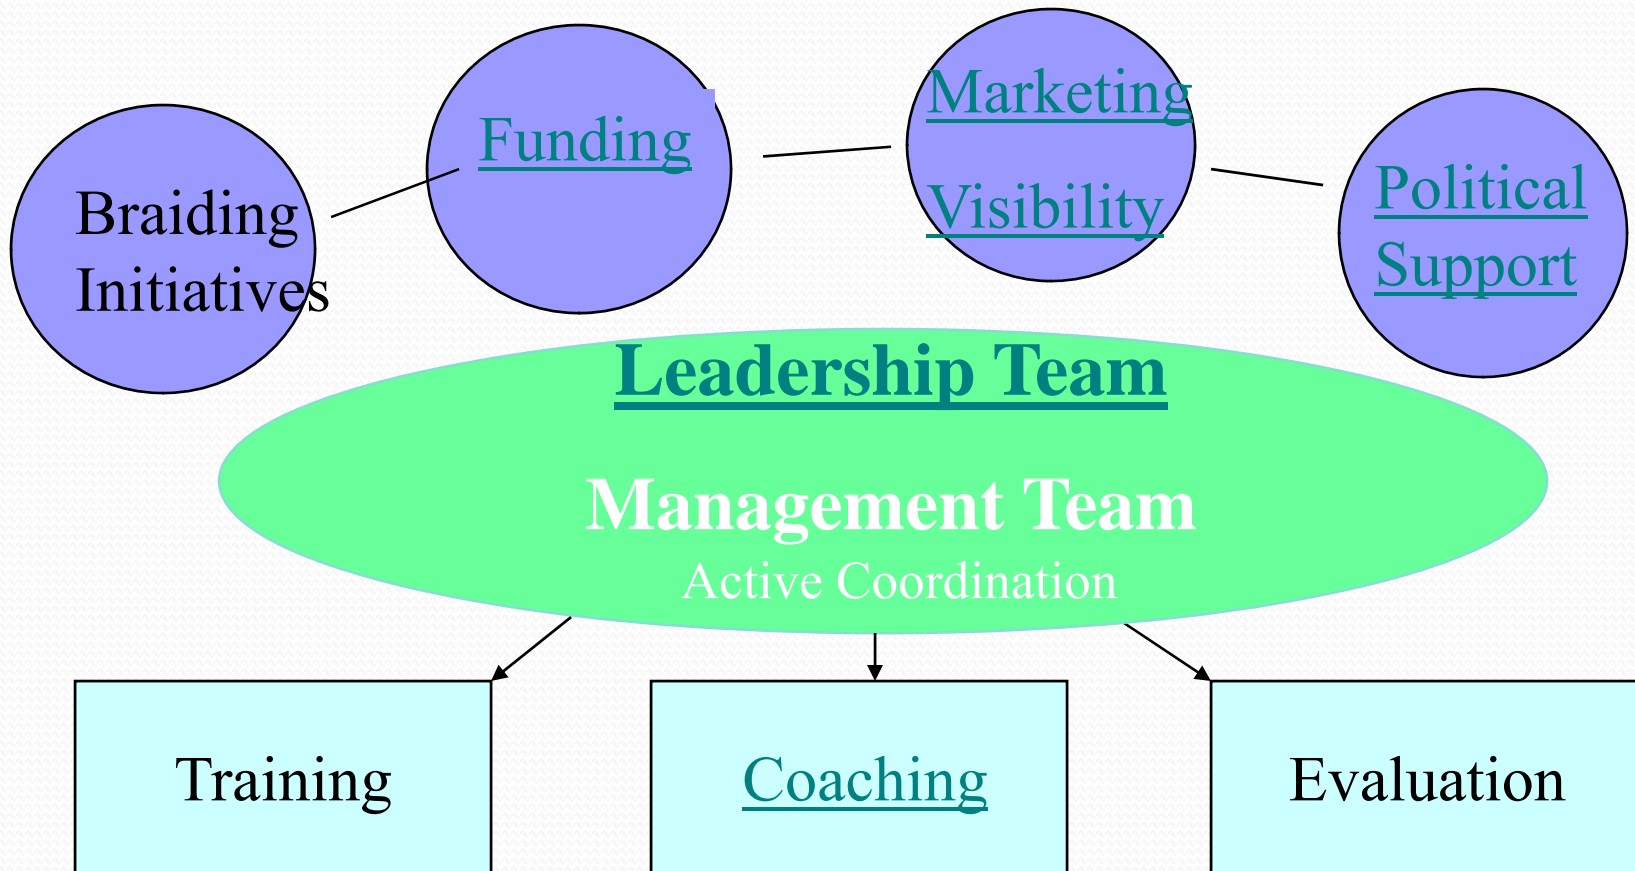 Braiding
Initiatives
Funding
Marketing
Visibility
Political
Support
Leadership Team
Management Team
Active Coordination
Training
Coaching
Evaluation